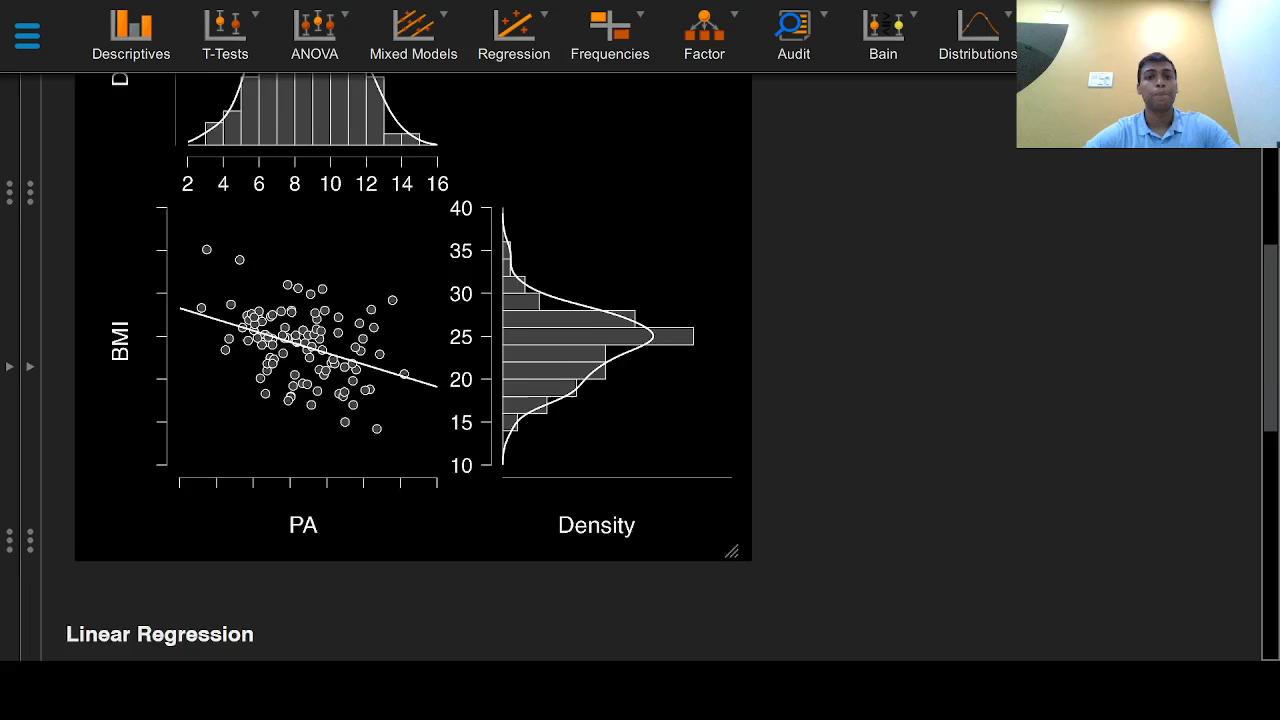 Descriptives T-Tests ANOVA Mixed Models Regression Frequencies Factor Audit Bain Distributions
D
2 4 6 8 10 12 14 16
40
35
30
25
20
15
10
BMI
PA Density
Linear Regression